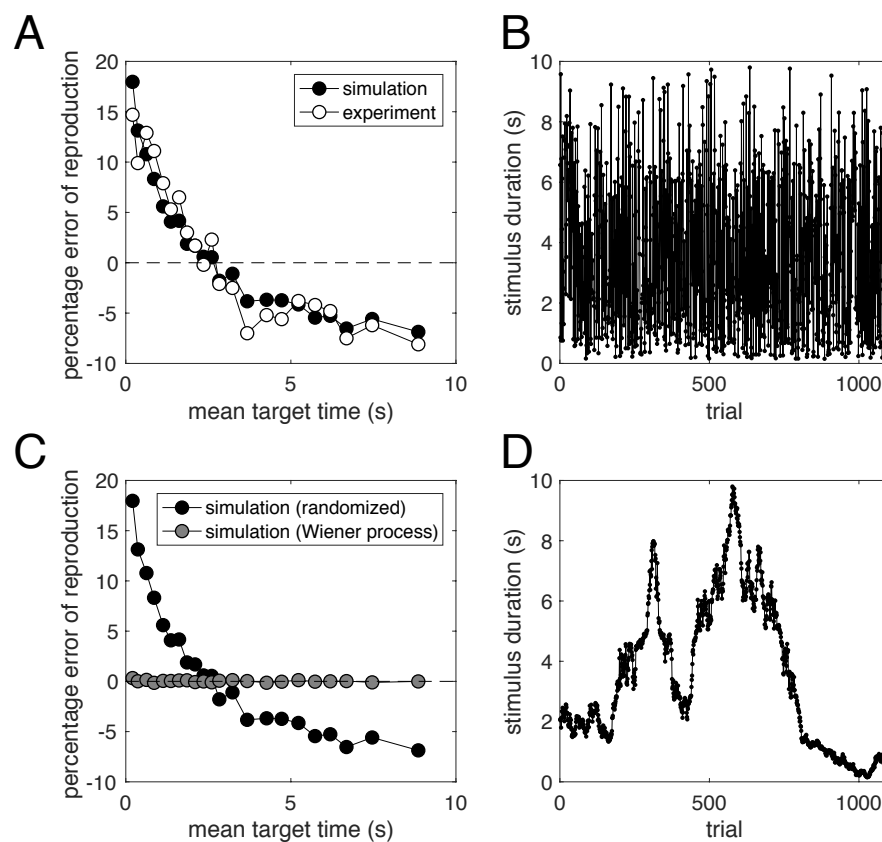 A
percentage error of reproduction
20
15
10
5
0
-5
-10
0
5
10
mean target time (s)
simulation
experiment
B
stimulus duration (s)
10
8
6
4
2
0
0
500
1000
trial
C
percentage error of reproduction
20
15
10
5
0
-5
-10
0
5
10
mean target time (s)
simulation (randomized)
simulation (Wiener process)
D
stimulus duration (s)
10
8
6
4
2
0
0
500
1000
trial